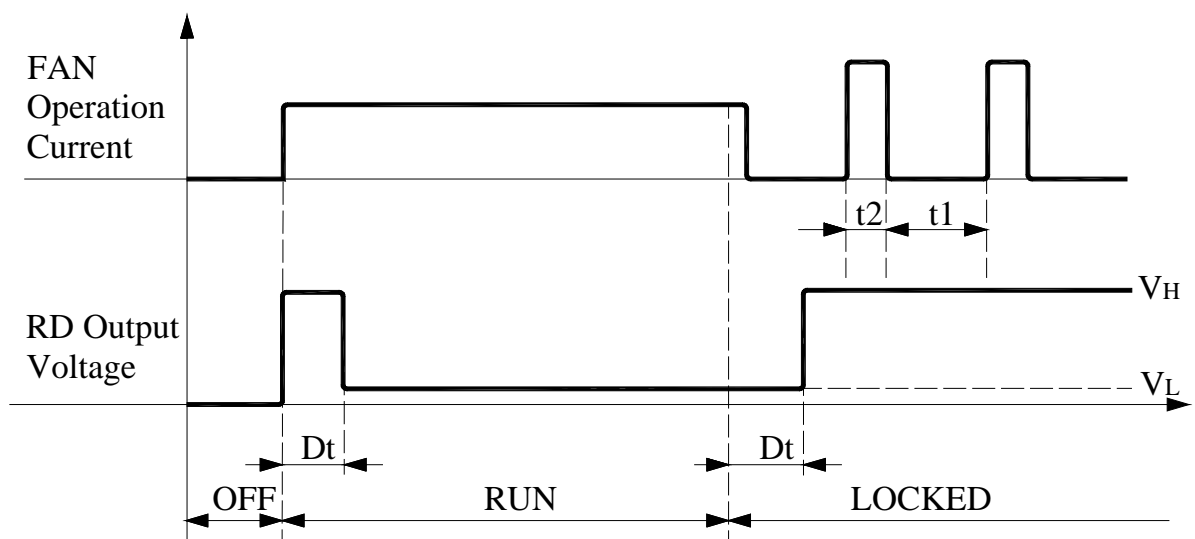 FAN
Operation
Current
t2
t1
VH
RD Output
Voltage
VL
Dt
Dt
OFF
RUN
LOCKED